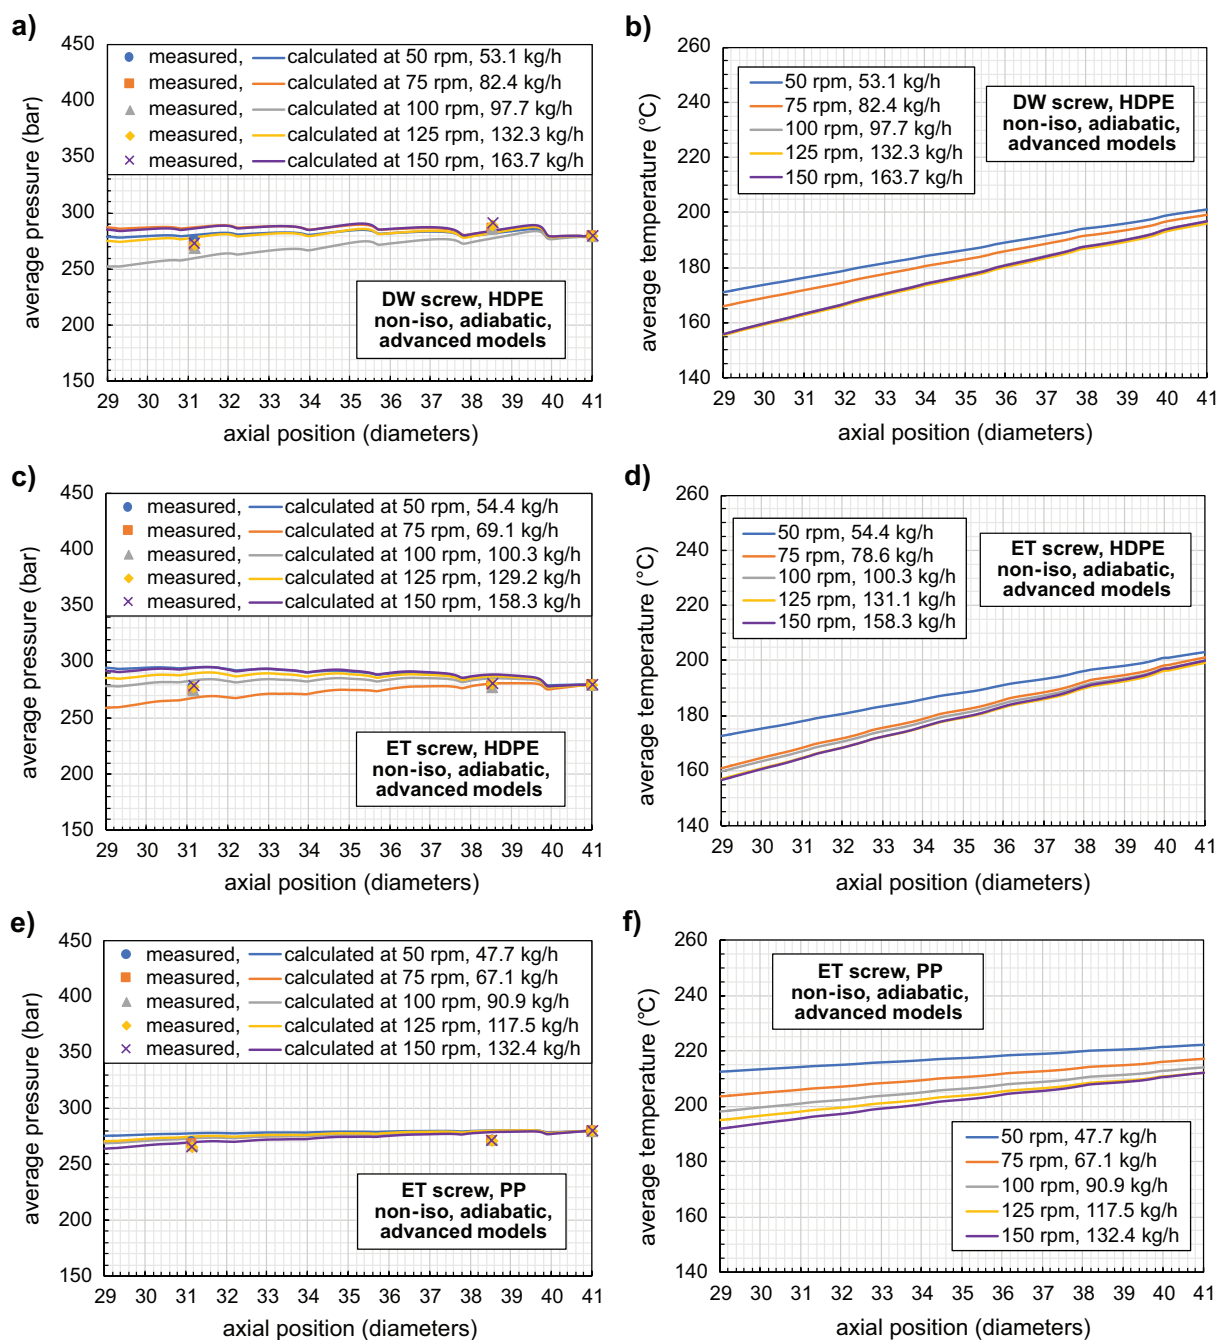 a)
450
400
350
300
250
200
150
average pressure (bar)
measured, calculated at 50 rpm, 53.1 kg/h
measured, calculated at 75 rpm, 82.4 kg/h
measured, calculated at 100 rpm, 97.7 kg/h
measured, calculated at 125 rpm, 132.3 kg/h
measured, calculated at 150 rpm, 163.7 kg/h
DW screw, HDPE
non-iso, adiabatic,
advanced models
29 30 31 32 33 34 35 36 37 38 39 40 41
axial position (diameters)
b)
260
240
220
200
180
160
140
average temperature (°C)
50 rpm, 53.1 kg/h
75 rpm, 82.4 kg/h
100 rpm, 97.7 kg/h
125 rpm, 132.3 kg/h
150 rpm, 163.7 kg/h
DW screw, HDPE
non-iso, adiabatic,
advanced models
29 30 31 32 33 34 35 36 37 38 39 40 41
axial position (diameters)
c)
450
400
350
300
250
200
150
average pressure (bar)
measured, calculated at 50 rpm, 54.4 kg/h
measured, calculated at 75 rpm, 69.1 kg/h
measured, calculated at 100 rpm, 100.3 kg/h
measured, calculated at 125 rpm, 129.2 kg/h
measured, calculated at 150 rpm, 158.3 kg/h
ET screw, HDPE
non-iso, adiabatic,
advanced models
29 30 31 32 33 34 35 36 37 38 39 40 41
axial position (diameters)
d)
260
240
220
200
180
160
140
average temperature (°C)
50 rpm, 54.4 kg/h
75 rpm, 78.6 kg/h
100 rpm, 100.3 kg/h
125 rpm, 131.1 kg/h
150 rpm, 158.3 kg/h
ET screw, HDPE
non-iso, adiabatic,
advanced models
29 30 31 32 33 34 35 36 37 38 39 40 41
axial position (diameters)
e)
450
400
350
300
250
200
150
average pressure (bar)
measured, calculated at 50 rpm, 47.7 kg/h
measured, calculated at 75 rpm, 67.1 kg/h
measured, calculated at 100 rpm, 90.9 kg/h
measured, calculated at 125 rpm, 117.5 kg/h
measured, calculated at 150 rpm, 132.4 kg/h
ET screw, PP
non-iso, adiabatic,
advanced models
29 30 31 32 33 34 35 36 37 38 39 40 41
axial position (diameters)
f)
260
240
220
200
180
160
140
average temperature (°C)
ET screw, PP
non-iso, adiabatic,
advanced models
50 rpm, 47.7 kg/h
75 rpm, 67.1 kg/h
100 rpm, 90.9 kg/h
125 rpm, 117.5 kg/h
150 rpm, 132.4 kg/h
29 30 31 32 33 34 35 36 37 38 39 40 41
axial position (diameters)